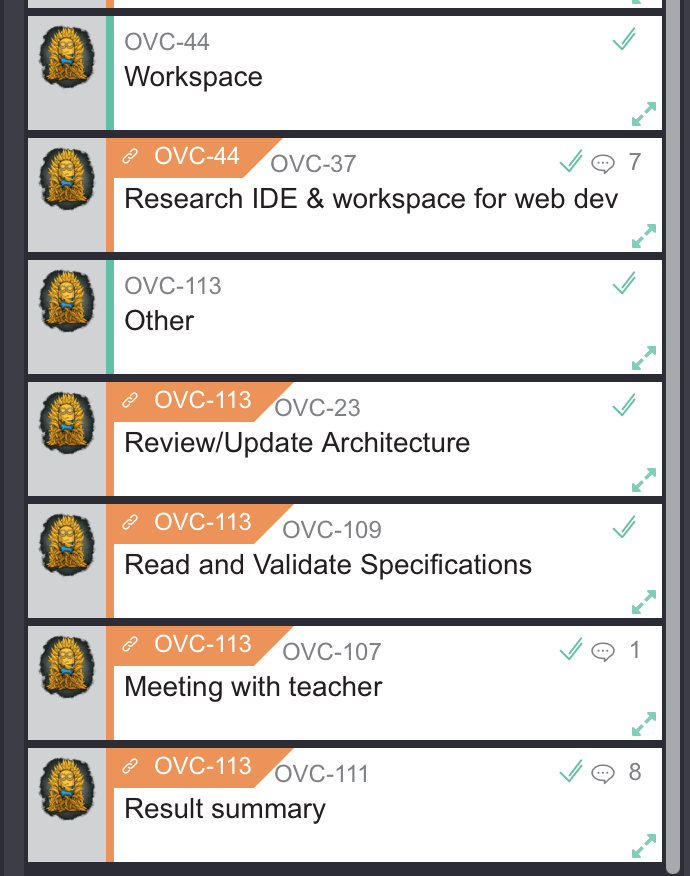 OVC-44
Workspace
OVC-44 OVC-37 7
Research IDE & workspace for web dev
OVC-113
Other
OVC-113 OVC-23
Review/Update Architecture
OVC-113 OVC-109
Read and Validate Specifications
OVC-113 OVC-107 1
Meeting with teacher
OVC-113 OVC-111 8
Result summary